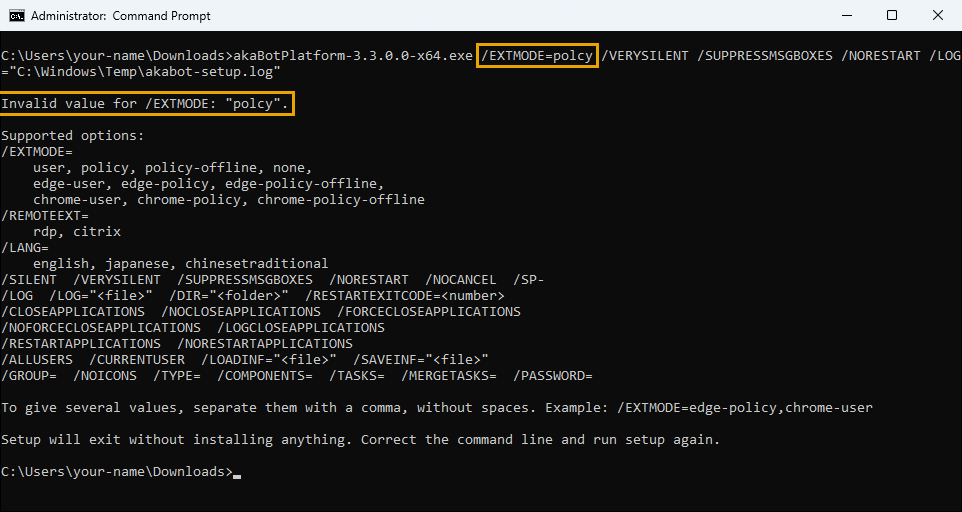 Administrator: Command Prompt
C:\Users\your-name\Downloads>akaBotPlatform-3.3.0.0-x64.exe /EXTMODE=polcy /VERYSILENT /SUPPRESSMSGBOXES /NORESTART /LOG
="C:\Windows\Temp\akabot-setup.log"
Invalid value for /EXTMODE: "polcy".
Supported options:
/EXTMODE=
user, policy, policy-offline, none,
edge-user, edge-policy, edge-policy-offline,
chrome-user, chrome-policy, chrome-policy-offline
/REMOTEEXT=
rdp, citrix
/LANG=
english, japanese, chinesetraditional
/SILENT  /VERYSILENT  /SUPPRESSMSGBOXES  /NORESTART  /NOCANCEL  /SP-
/LOG  /LOG="<file>"  /DIR="<folder>"  /RESTARTEXITCODE=<number>
/CLOSEAPPLICATIONS  /NOCLOSEAPPLICATIONS  /FORCECLOSEAPPLICATIONS
/NOFORCECLOSEAPPLICATIONS  /LOGCLOSEAPPLICATIONS
/RESTARTAPPLICATIONS  /NORESTARTAPPLICATIONS
/ALLUSERS  /CURRENTUSER  /LOADINF="<file>"  /SAVEINF="<file>"
/GROUP=  /NOICONS  /TYPE=  /COMPONENTS=  /TASKS=  /MERGETASKS=  /PASSWORD=
To give several values, separate them with a comma, without spaces. Example: /EXTMODE=edge-policy,chrome-user
Setup will exit without installing anything. Correct the command line and run setup again.
C:\Users\your-name\Downloads>